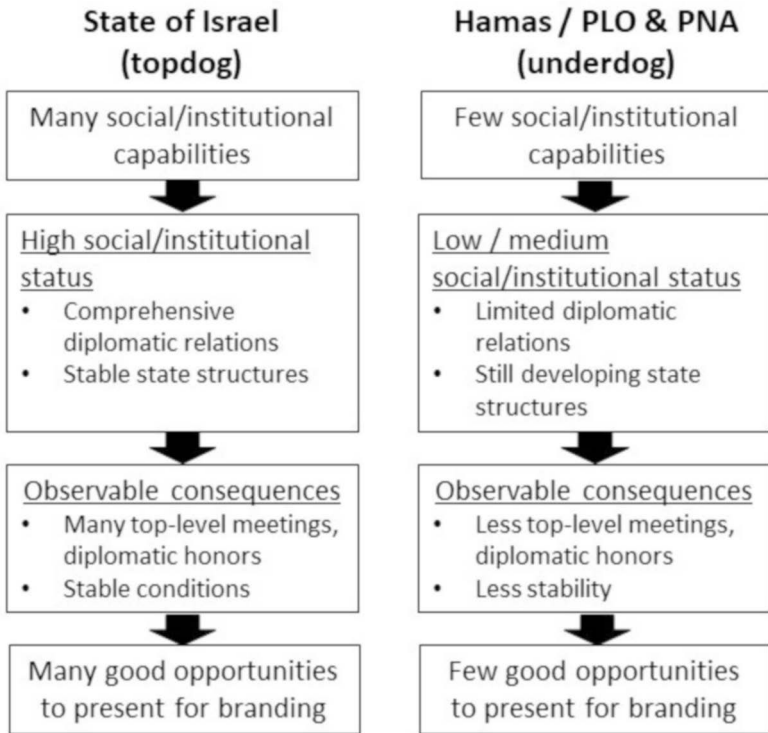 State of Israel
(topdog)
Many social/institutional
capabilities
High social/institutional
status
• Comprehensive
diplomatic relations
• Stable state structures
Observable consequences
• Many top-level meetings,
diplomatic honors
• Stable conditions
Many good opportunities
to present for branding
Hamas / PLO & PNA
(underdog)
Few social/institutional
capabilities
Low / medium
social/institutional status
• Limited diplomatic
relations
• Still developing state
structures
Observable consequences
• Less top-level meetings,
diplomatic honors
• Less stability
Few good opportunities
to present for branding